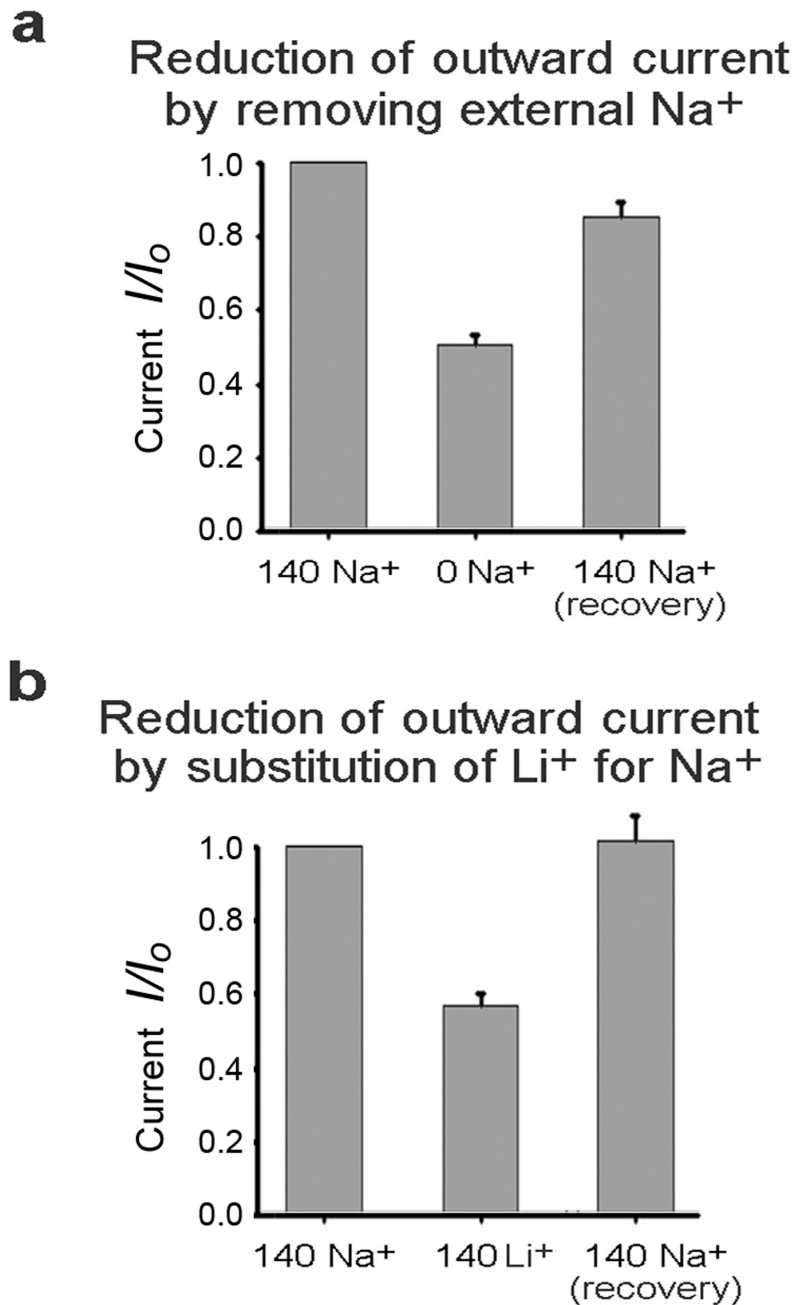 a
Reduction of outward current
by removing external Na+
1.0
0.8
0.6
0.4
0.2
0.0
Current I/Io
140 Na+ 0 Na+ 140 Na+
(recovery)
b
Reduction of outward current
by substitution of Li+ for Na+
1.0
0.8
0.6
0.4
0.2
0.0
Current I/Io
140 Na+ 140 Li+ 140 Na+
(recovery)